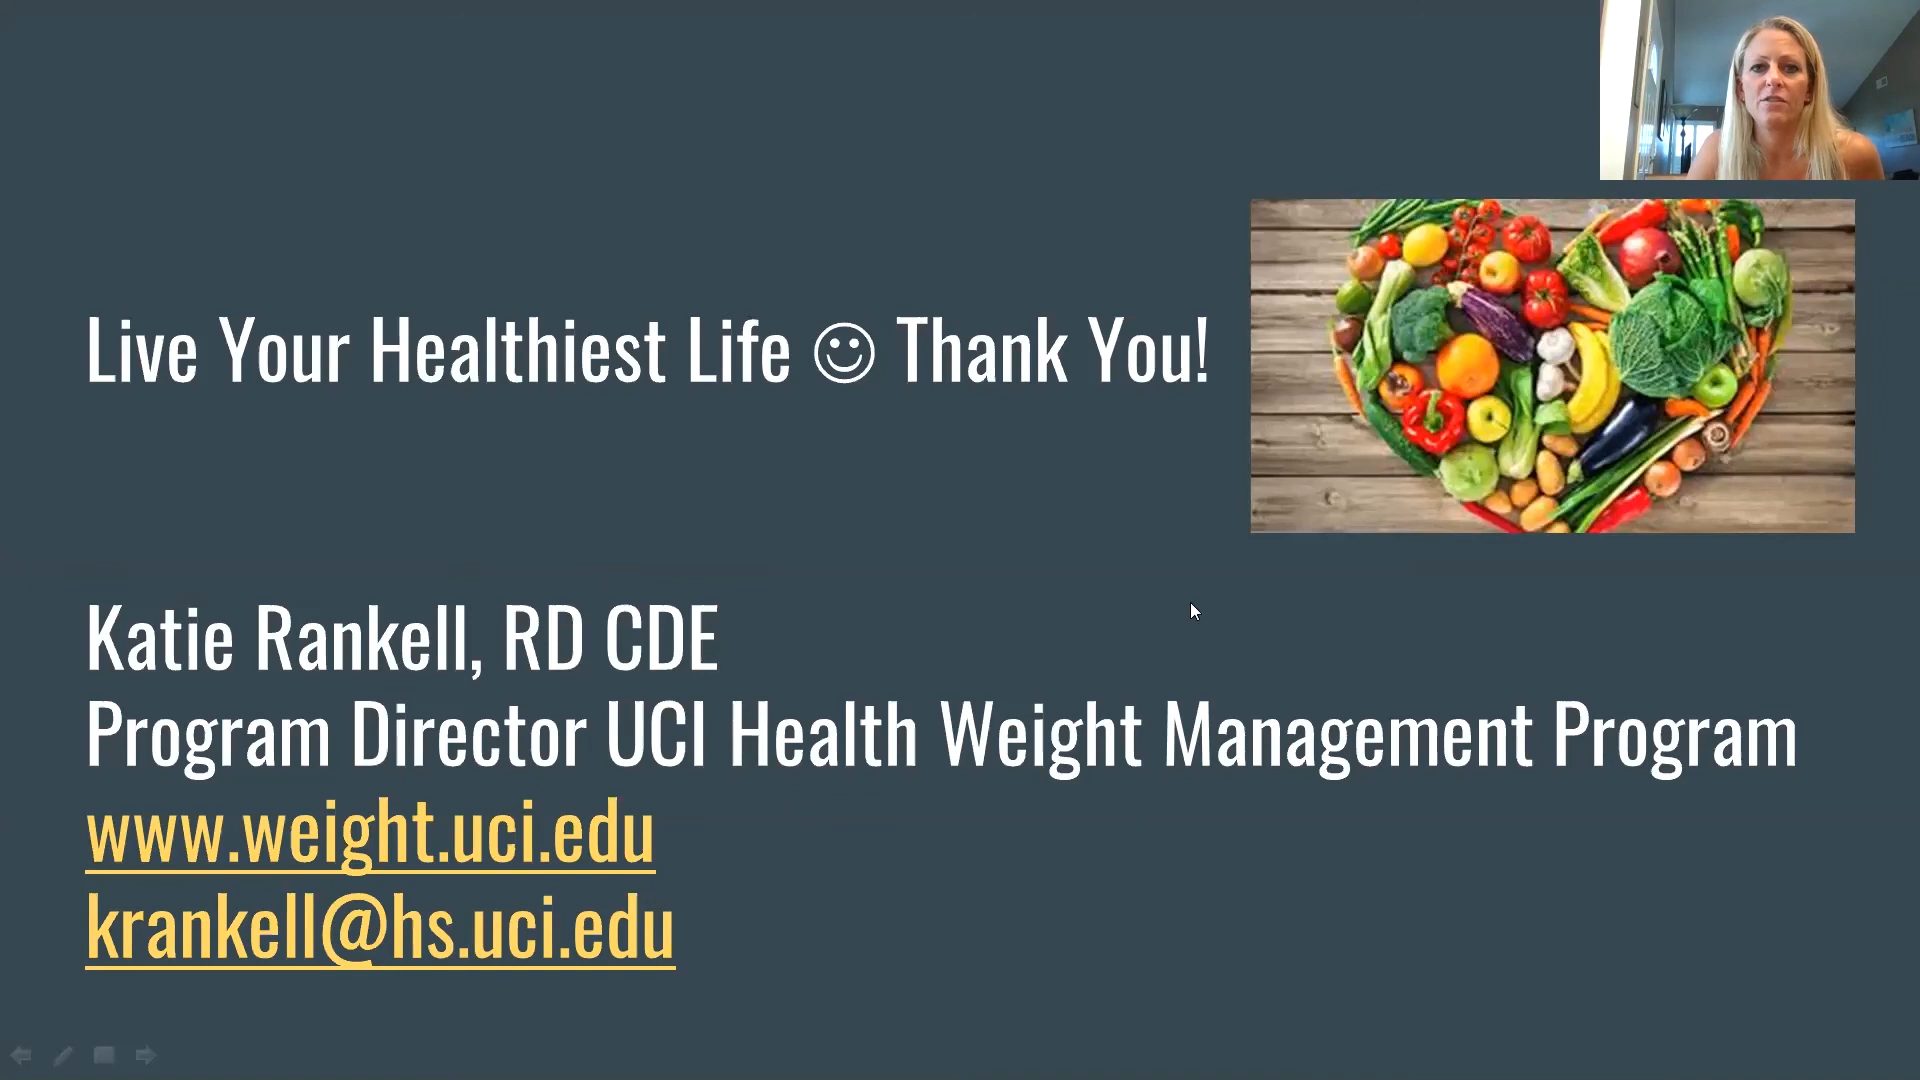 Live Your Healthiest Life ☺ Thank You!
Katie Rankell, RD CDE
Program Director UCI Health Weight Management Program
www.weight.uci.edu
krankell@hs.uci.edu